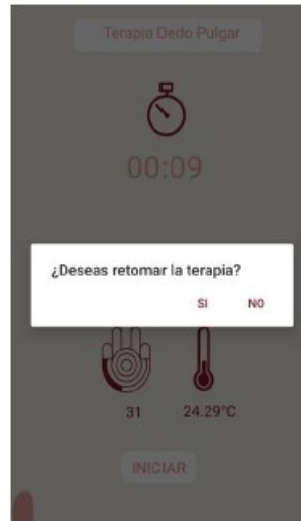 Terapia Dedo Pulgar
00:09
¿Deseas retomar la terapia?
SI NO
31 24.29°C
INICIAR